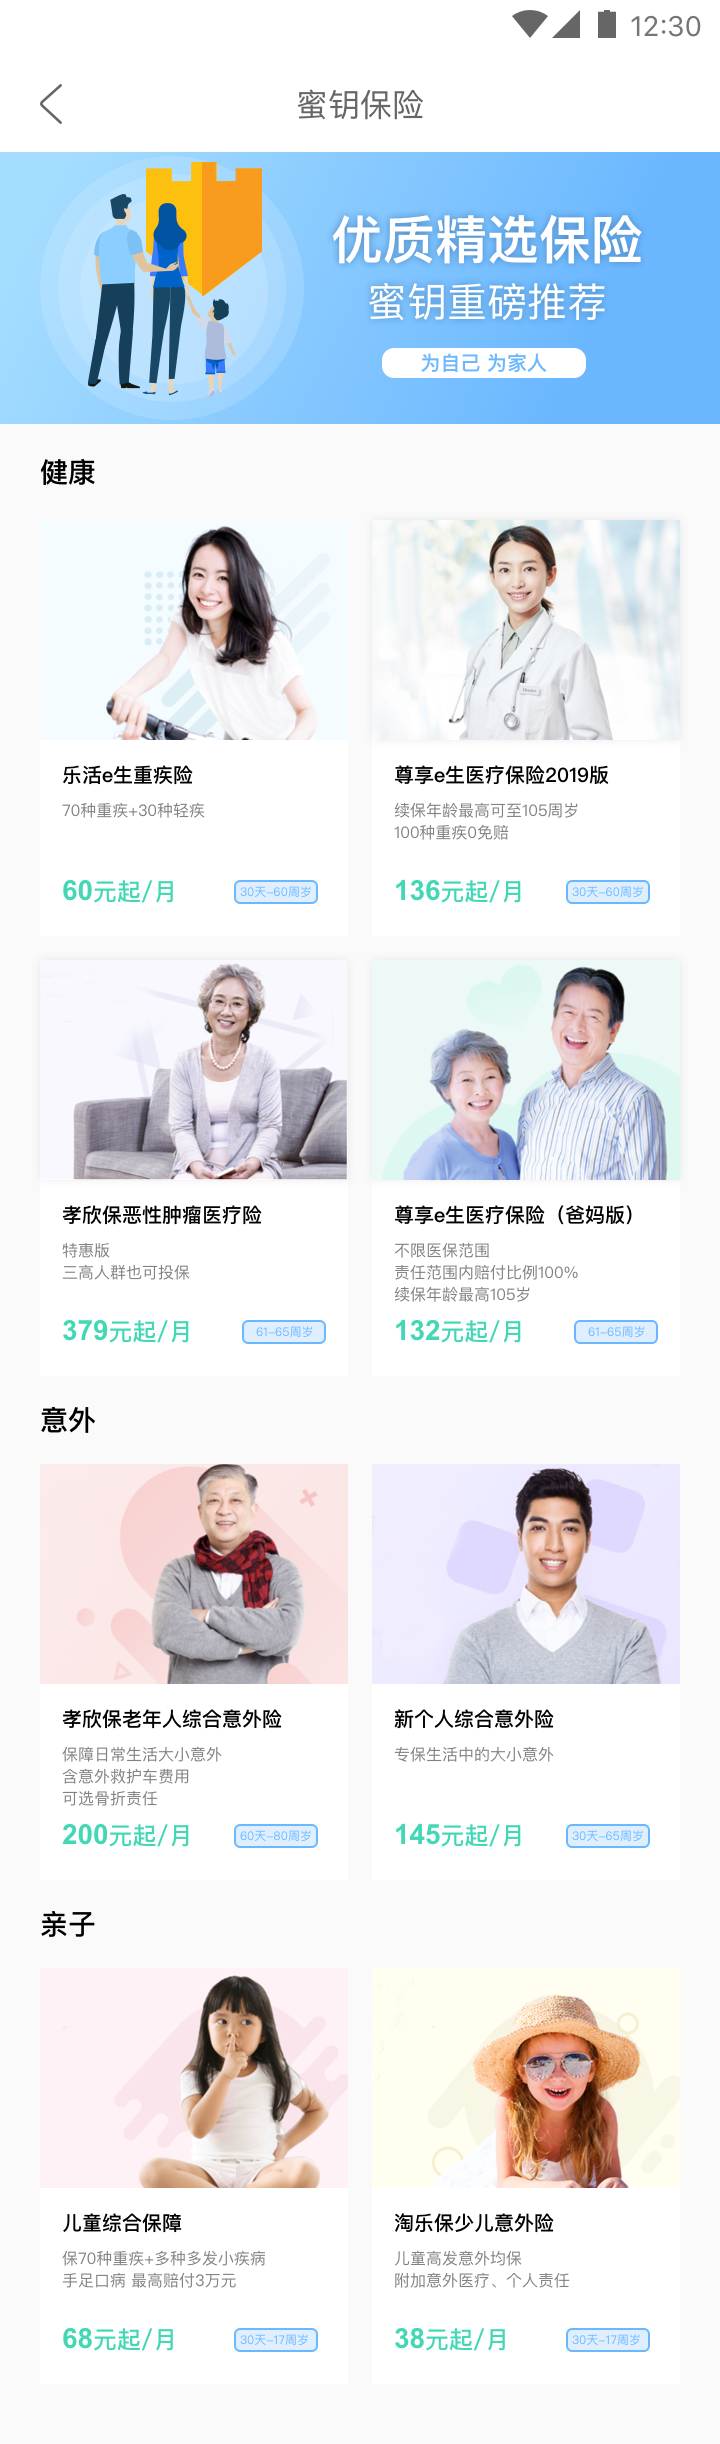 12:30
蜜钥保险
优质精选保险
蜜钥重磅推荐
为自己 为家人
健康
乐活e生重疾险
70种重疾+30种轻疾
60元起/月
30天-60周岁
尊享e生医疗保险2019版
续保年龄最高可至105周岁
100种重疾0免赔
136元起/月
30天-60周岁
孝欣保恶性肿瘤医疗险
特惠版
三高人群也可投保
379元起/月
61-65周岁
尊享e生医疗保险（爸妈版）
不限医保范围
责任范围内赔付比例100%
续保年龄最高105岁
132元起/月
61-65周岁
意外
孝欣保老年人综合意外险
保障日常生活大小意外
含意外救护车费用
可选骨折责任
200元起/月
60天-80周岁
新个人综合意外险
专保生活中的大小意外
145元起/月
30天-65周岁
亲子
儿童综合保障
保70种重疾+多种多发小疾病
手足口病 最高赔付3万元
68元起/月
30天-17周岁
淘乐保少儿意外险
儿童高发意外均保
附加意外医疗、个人责任
38元起/月
30天-17周岁